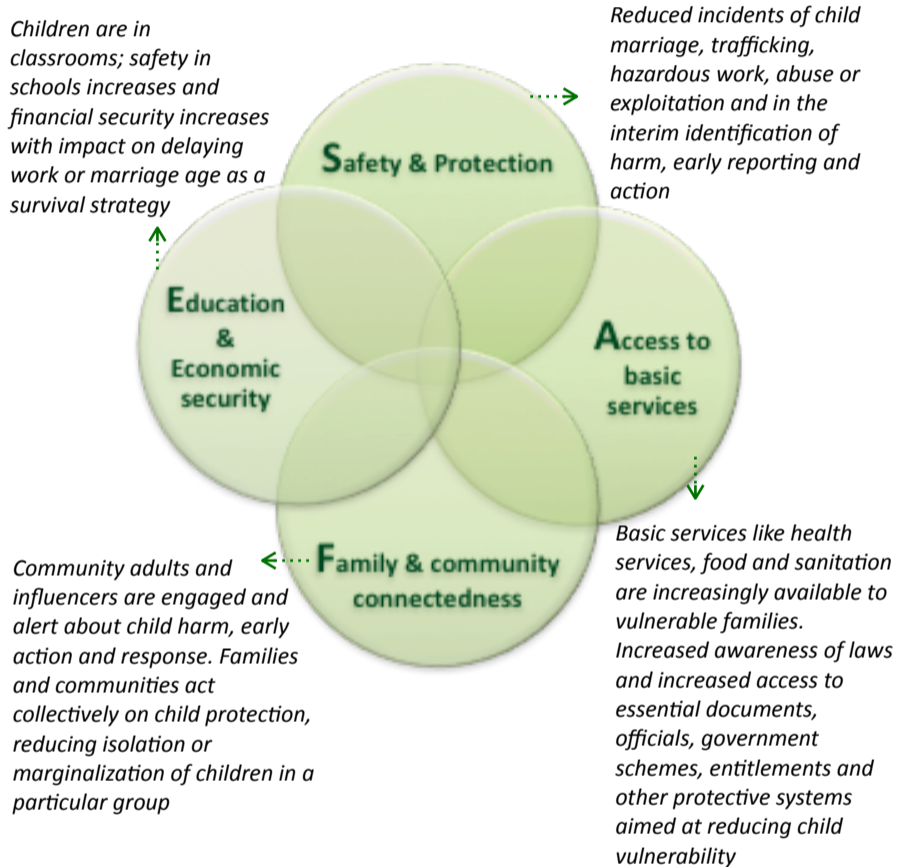 Children are in
classrooms; safety in
schools increases and
financial security increases
with impact on delaying
work or marriage age as a
survival strategy
Reduced incidents of child
marriage, trafficking,
hazardous work, abuse or
exploitation and in the
interim identification of
harm, early reporting and
action
Safety & Protection
Education
&
Economic
security
Access to
basic
services
Family & community
connectedness
Community adults and
influencers are engaged and
alert about child harm, early
action and response. Families
and communities act
collectively on child protection,
reducing isolation or
marginalization of children in a
particular group
Basic services like health
services, food and sanitation
are increasingly available to
vulnerable families.
Increased awareness of laws
and increased access to
essential documents,
officials, government
schemes, entitlements and
other protective systems
aimed at reducing child
vulnerability